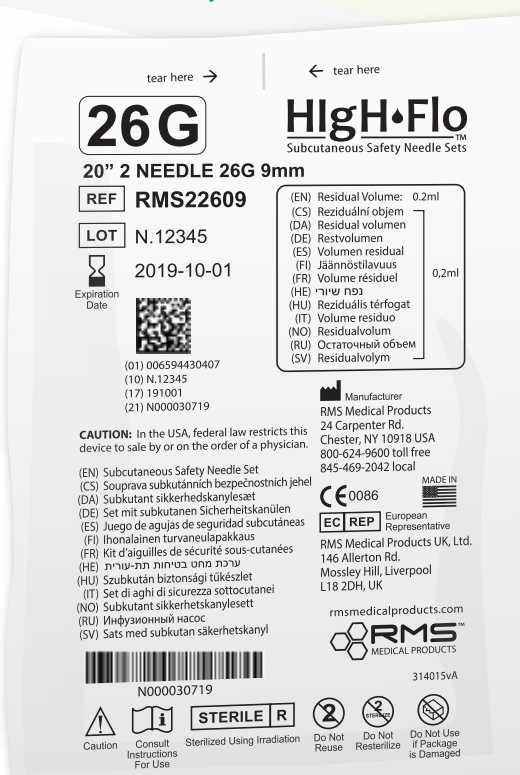 tear here →
← tear here
26G
HIgH•Flo™
Subcutaneous Safety Needle Sets
20” 2 NEEDLE 26G 9mm
REF RMS22609
LOT N.12345
2019-10-01
Expiration
Date
(01) 006594430407
(10) N.12345
(17) 191001
(21) N000030719
(EN) Residual Volume: 0.2ml
(CS) Reziduální objem
(DA) Residual volumen
(DE) Restvolumen
(ES) Volumen residual
(FI) Jäännöstilavuus
(FR) Volume résiduel
(HE) נפח שיורי
(HU) Reziduális térfogat
(IT) Volume residuo
(NO) Residualvolum
(RU) Остаточный объем
(SV) Residualvolym
0,2ml
CAUTION: In the USA, federal law restricts this
device to sale by or on the order of a physician.
(EN) Subcutaneous Safety Needle Set
(CS) Souprava subkutánních bezpečnostních jehel
(DA) Subkutant sikkerhedskanylesæt
(DE) Set mit subkutanen Sicherheitskanülen
(ES) Juego de agujas de seguridad subcutáneas
(FI) Ihonalainen turvaneulapakkaus
(FR) Kit d’aiguilles de sécurité sous-cutanées
(HE) ערכת מחט בטיחות תת-עורית
(HU) Szubkután biztonsági tűkészlet
(IT) Set di aghi di sicurezza sottocutanei
(NO) Subkutant sikkerhetskanylesett
(RU) Инфузионный насос
(SV) Sats med subkutan säkerhetskanyl
Manufacturer
RMS Medical Products
24 Carpenter Rd.
Chester, NY 10918 USA
800-624-9600 toll free
845-469-2042 local
CE 0086
MADE IN
EC REP European
Representative
RMS Medical Products UK, Ltd.
146 Allerton Rd.
Mossley Hill, Liverpool
L18 2DH, UK
rmsmedicalproducts.com
RMS™
MEDICAL PRODUCTS
314015vA
N000030719
Caution
i
Consult
Instructions
For Use
STERILE R
Sterilized Using Irradiation
2
Do Not
Reuse
2
STERILIZE
Do Not
Resterilize
Do Not Use
if Package
is Damaged